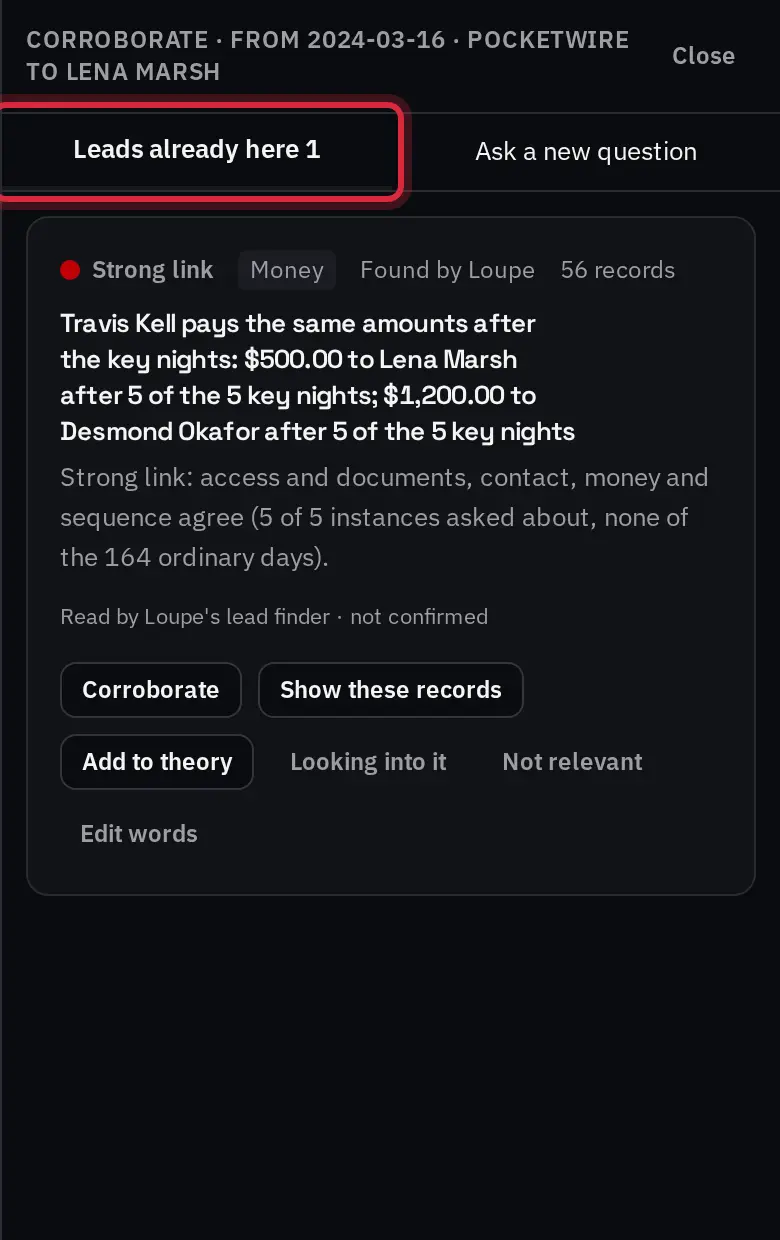 CORROBORATE · FROM 2024-03-16 · POCKETWIRE
TO LENA MARSH
Close
Leads already here 1
Ask a new question
Strong link Money Found by Loupe 56 records
Travis Kell pays the same amounts after
the key nights: $500.00 to Lena Marsh
after 5 of the 5 key nights; $1,200.00 to
Desmond Okafor after 5 of the 5 key nights
Strong link: access and documents, contact, money and
sequence agree (5 of 5 instances asked about, none of
the 164 ordinary days).
Read by Loupe's lead finder · not confirmed
Corroborate Show these records
Add to theory Looking into it Not relevant
Edit words